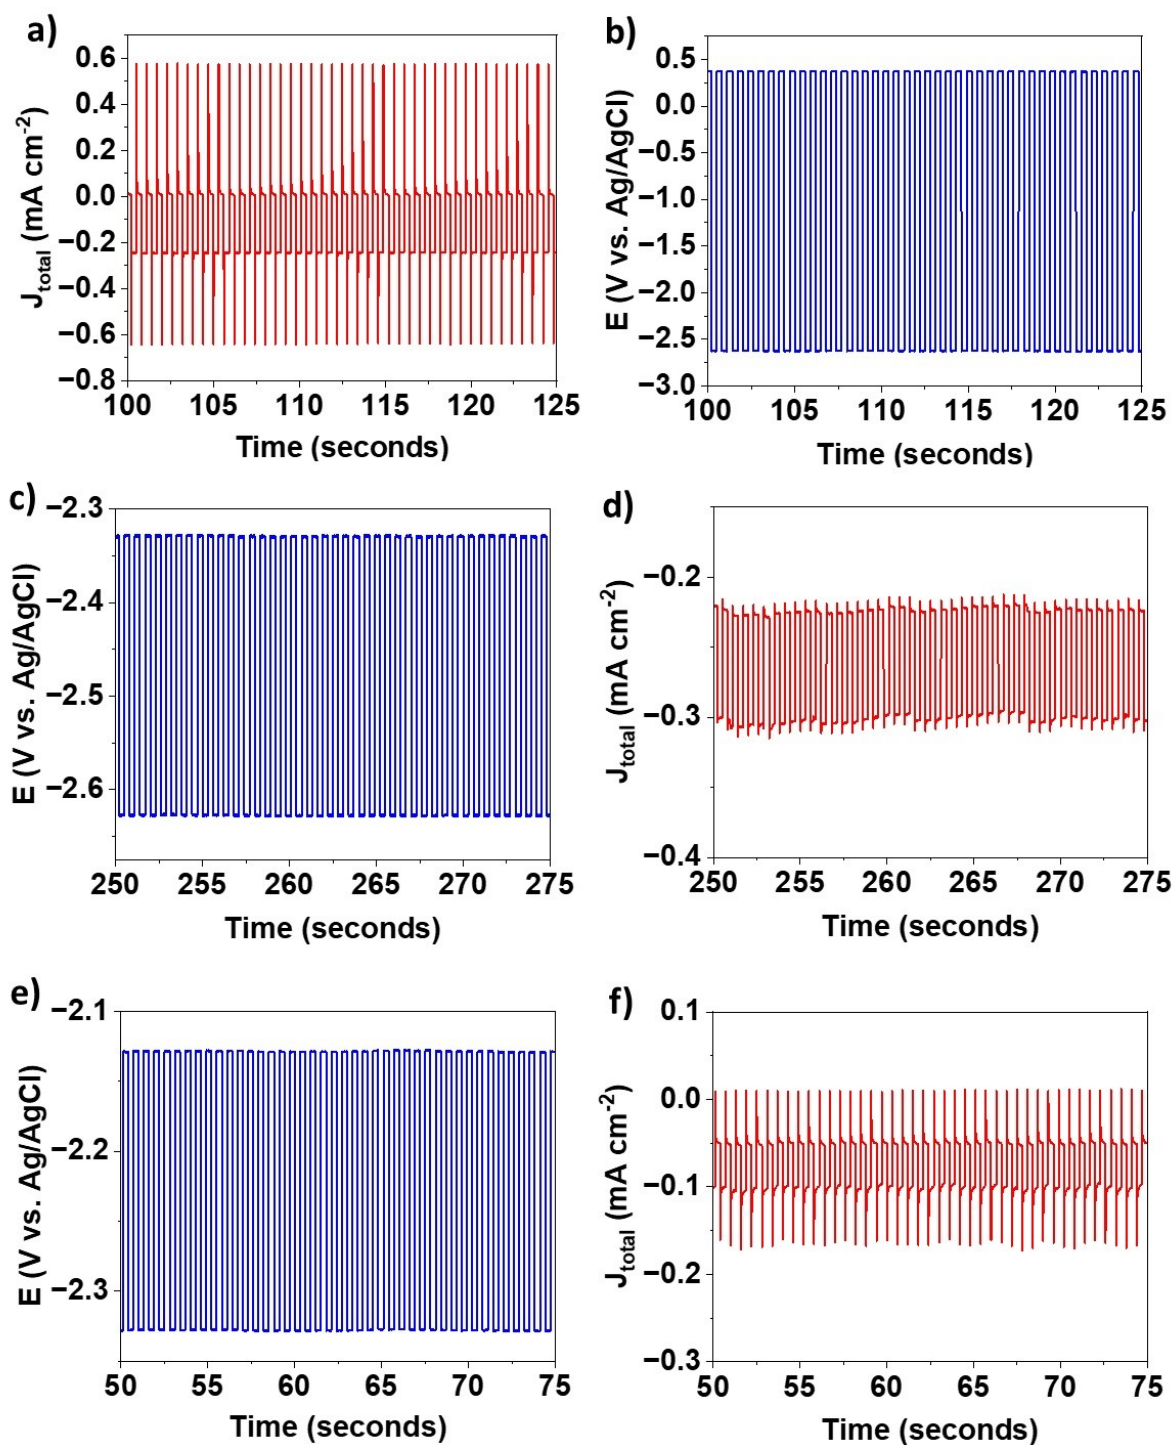 a)
0.6
0.4
0.2
0.0
−0.2
−0.4
−0.6
−0.8
J_total (mA cm⁻²)
100 105 110 115 120 125
Time (seconds)
b)
0.5
0.0
−0.5
−1.0
−1.5
−2.0
−2.5
−3.0
E (V vs. Ag/AgCl)
100 105 110 115 120 125
Time (seconds)
c)
−2.3
−2.4
−2.5
−2.6
E (V vs. Ag/AgCl)
250 255 260 265 270 275
Time (seconds)
d)
−0.2
−0.3
−0.4
J_total (mA cm⁻²)
250 255 260 265 270 275
Time (seconds)
e)
−2.1
−2.2
−2.3
E (V vs. Ag/AgCl)
50 55 60 65 70 75
Time (seconds)
f)
0.1
0.0
−0.1
−0.2
−0.3
J_total (mA cm⁻²)
50 55 60 65 70 75
Time (seconds)